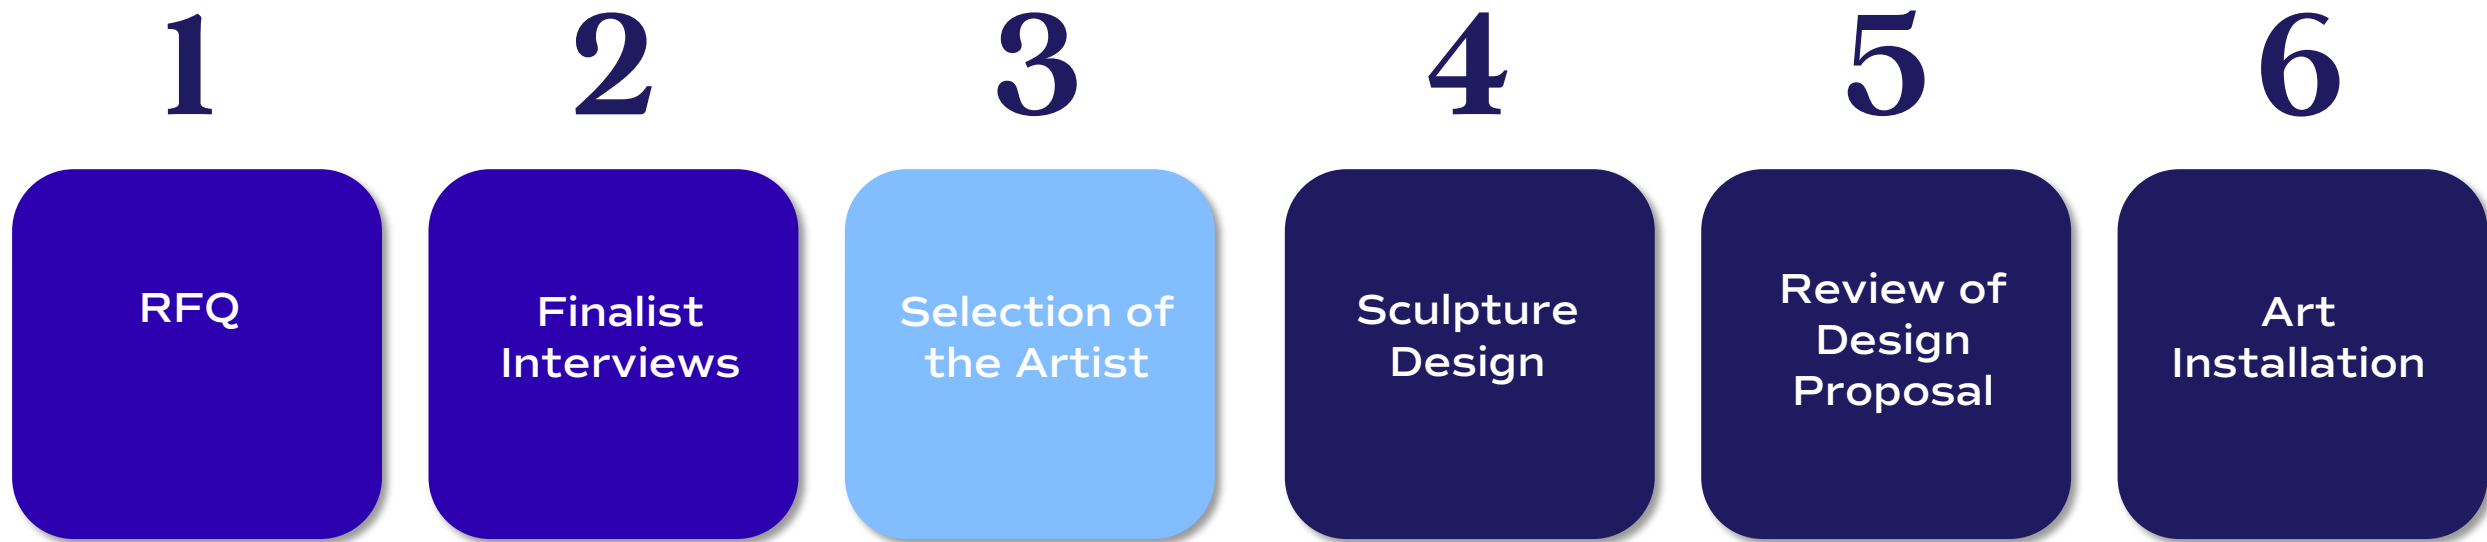 1
2
3
4
5
6
RFQ
Finalist
Interviews
Selection of
the Artist
Sculpture
Design
Review of
Design
Proposal
Art
Installation